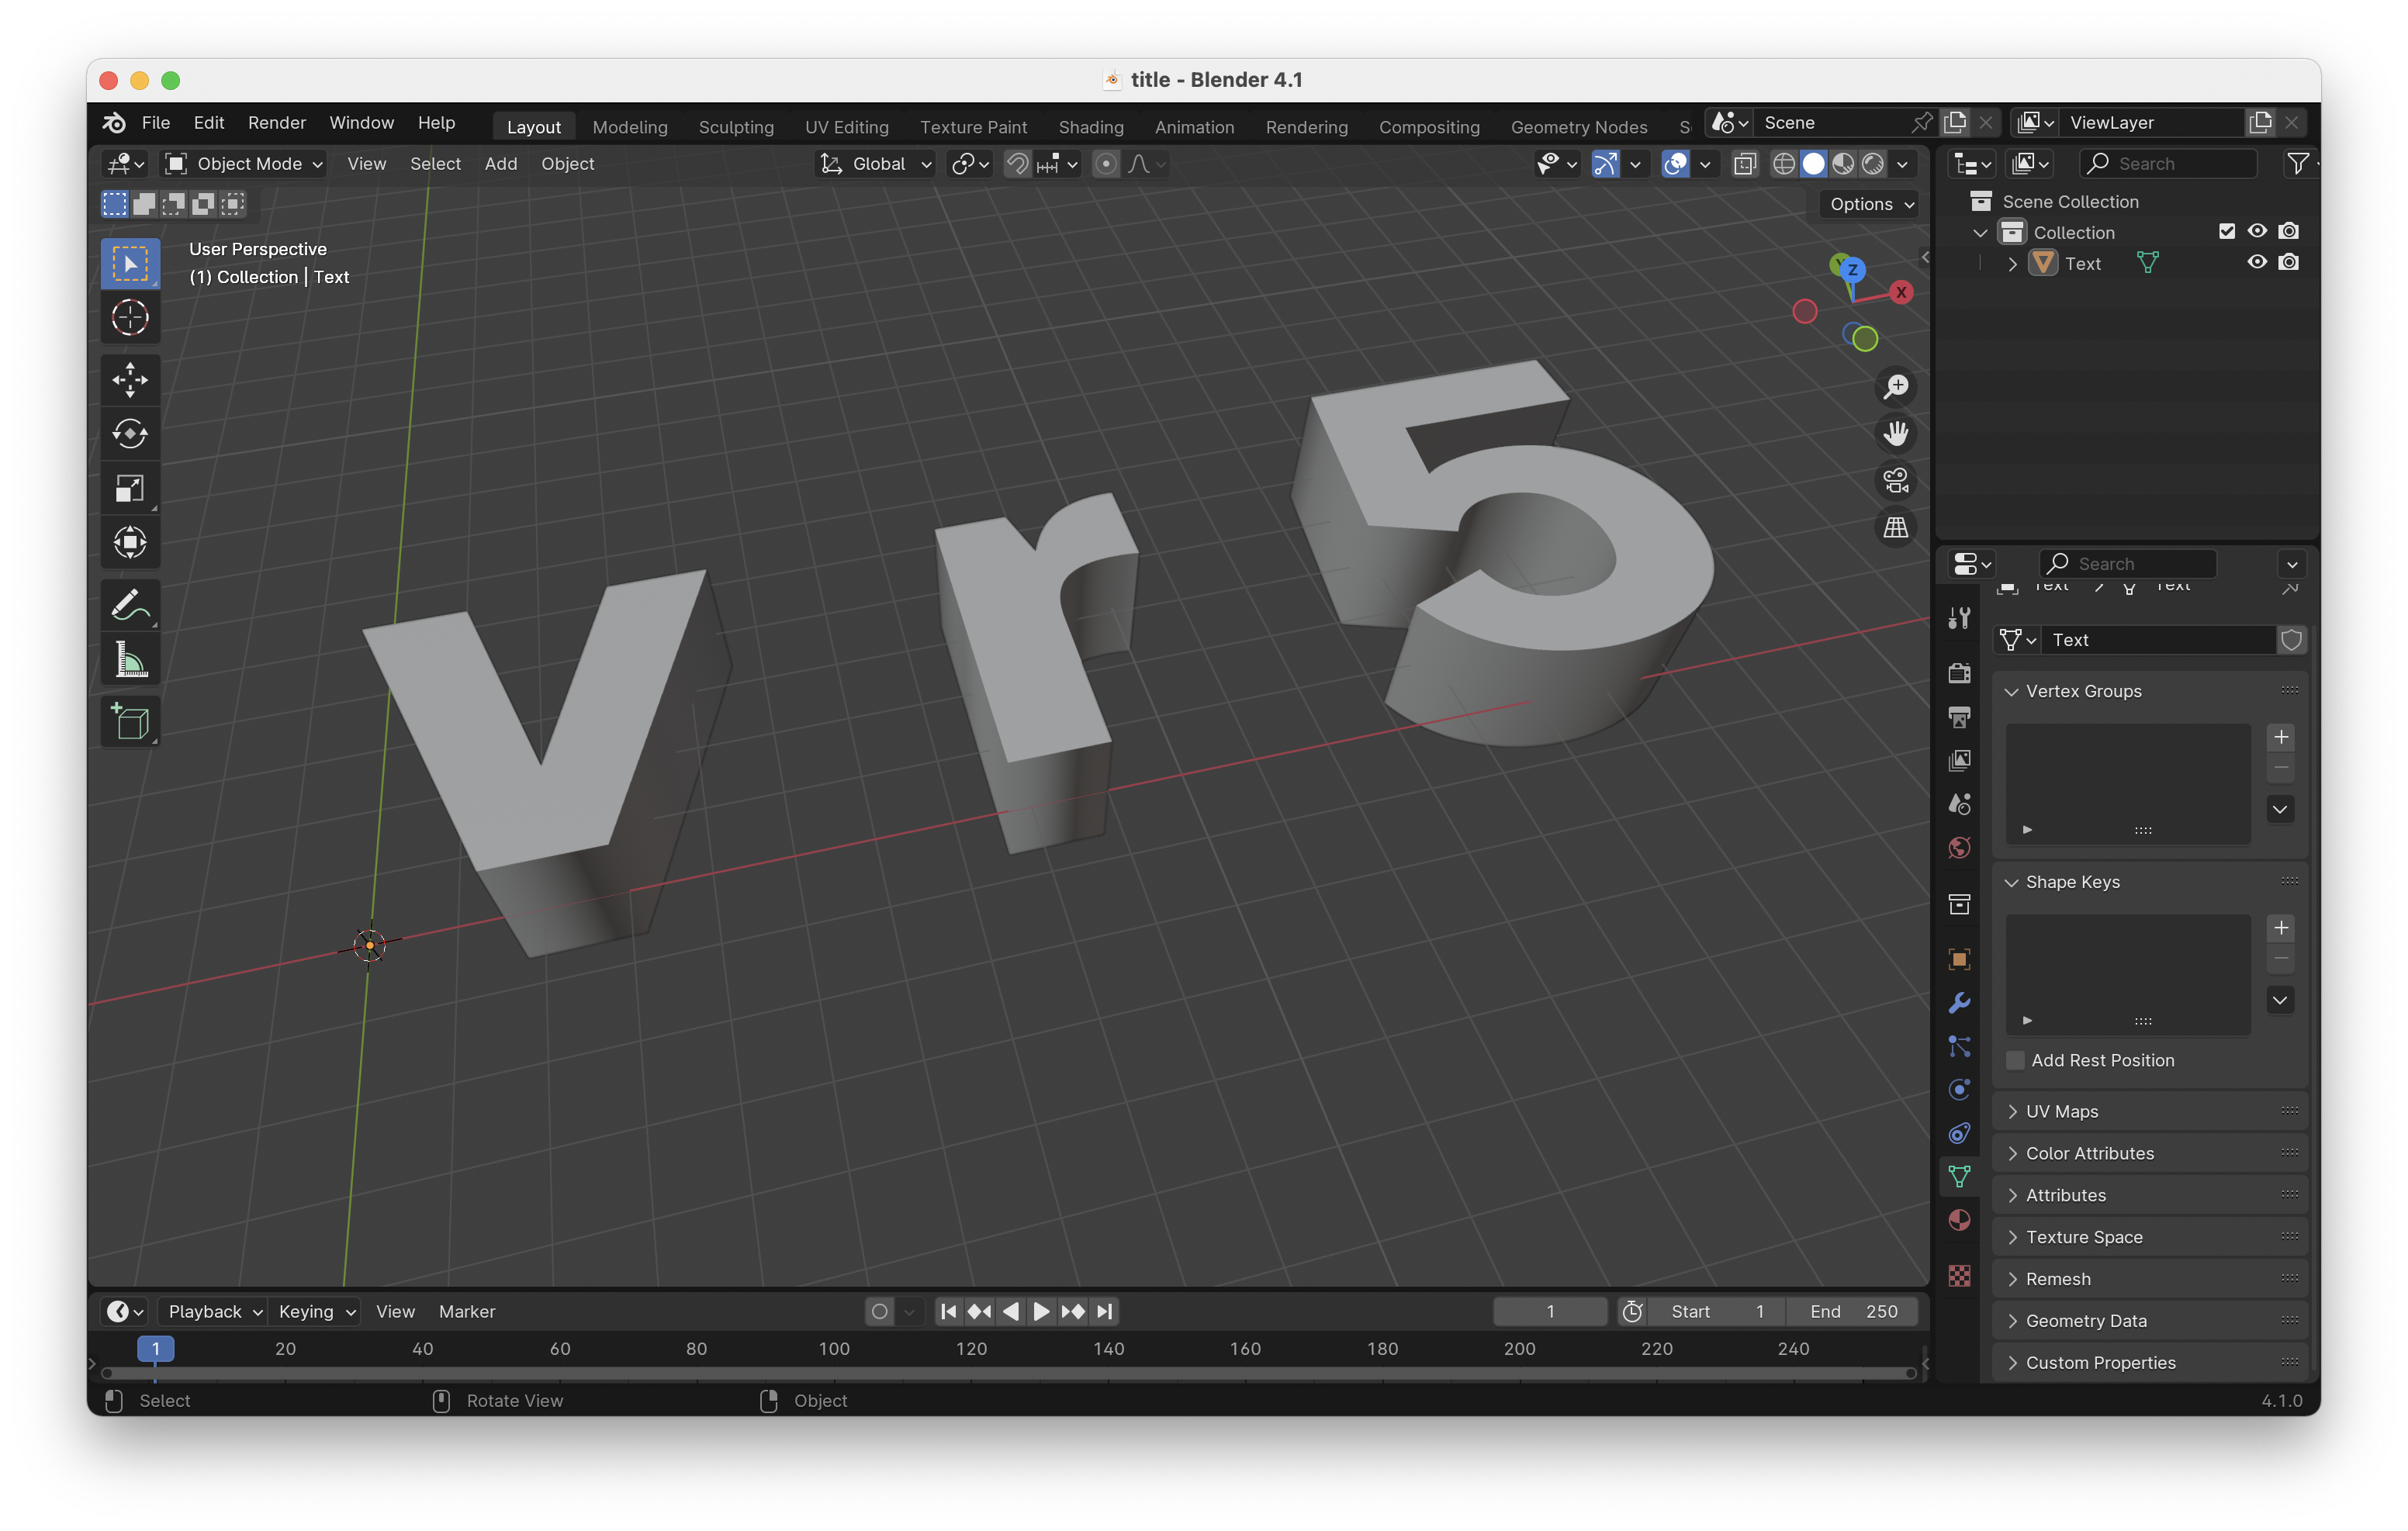 title - Blender 4.1
File Edit Render Window Help Layout Modeling Sculpting UV Editing Texture Paint Shading Animation Rendering Compositing Geometry Nodes S Scene ViewLayer
Object Mode View Select Add Object Global Search
Options
User Perspective
(1) Collection | Text
Scene Collection
Collection
Text
Z
X
Y
v r 5
Search
Text Text
Text
Vertex Groups
Shape Keys
Add Rest Position
UV Maps
Color Attributes
Attributes
Texture Space
Remesh
Geometry Data
Custom Properties
Playback Keying View Marker 1 Start 1 End 250
1 20 40 60 80 100 120 140 160 180 200 220 240
Select Rotate View Object 4.1.0